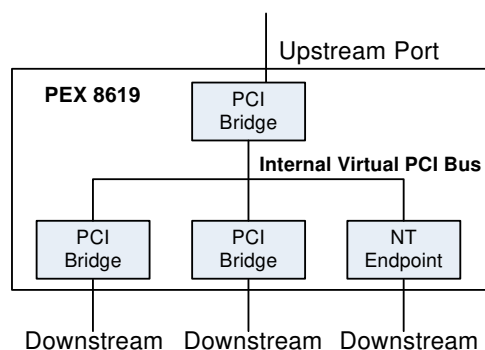 Upstream Port
PEX 8619
PCI
Bridge
Internal Virtual PCI Bus
PCI
Bridge
PCI
Bridge
NT
Endpoint
Downstream
Downstream
Downstream